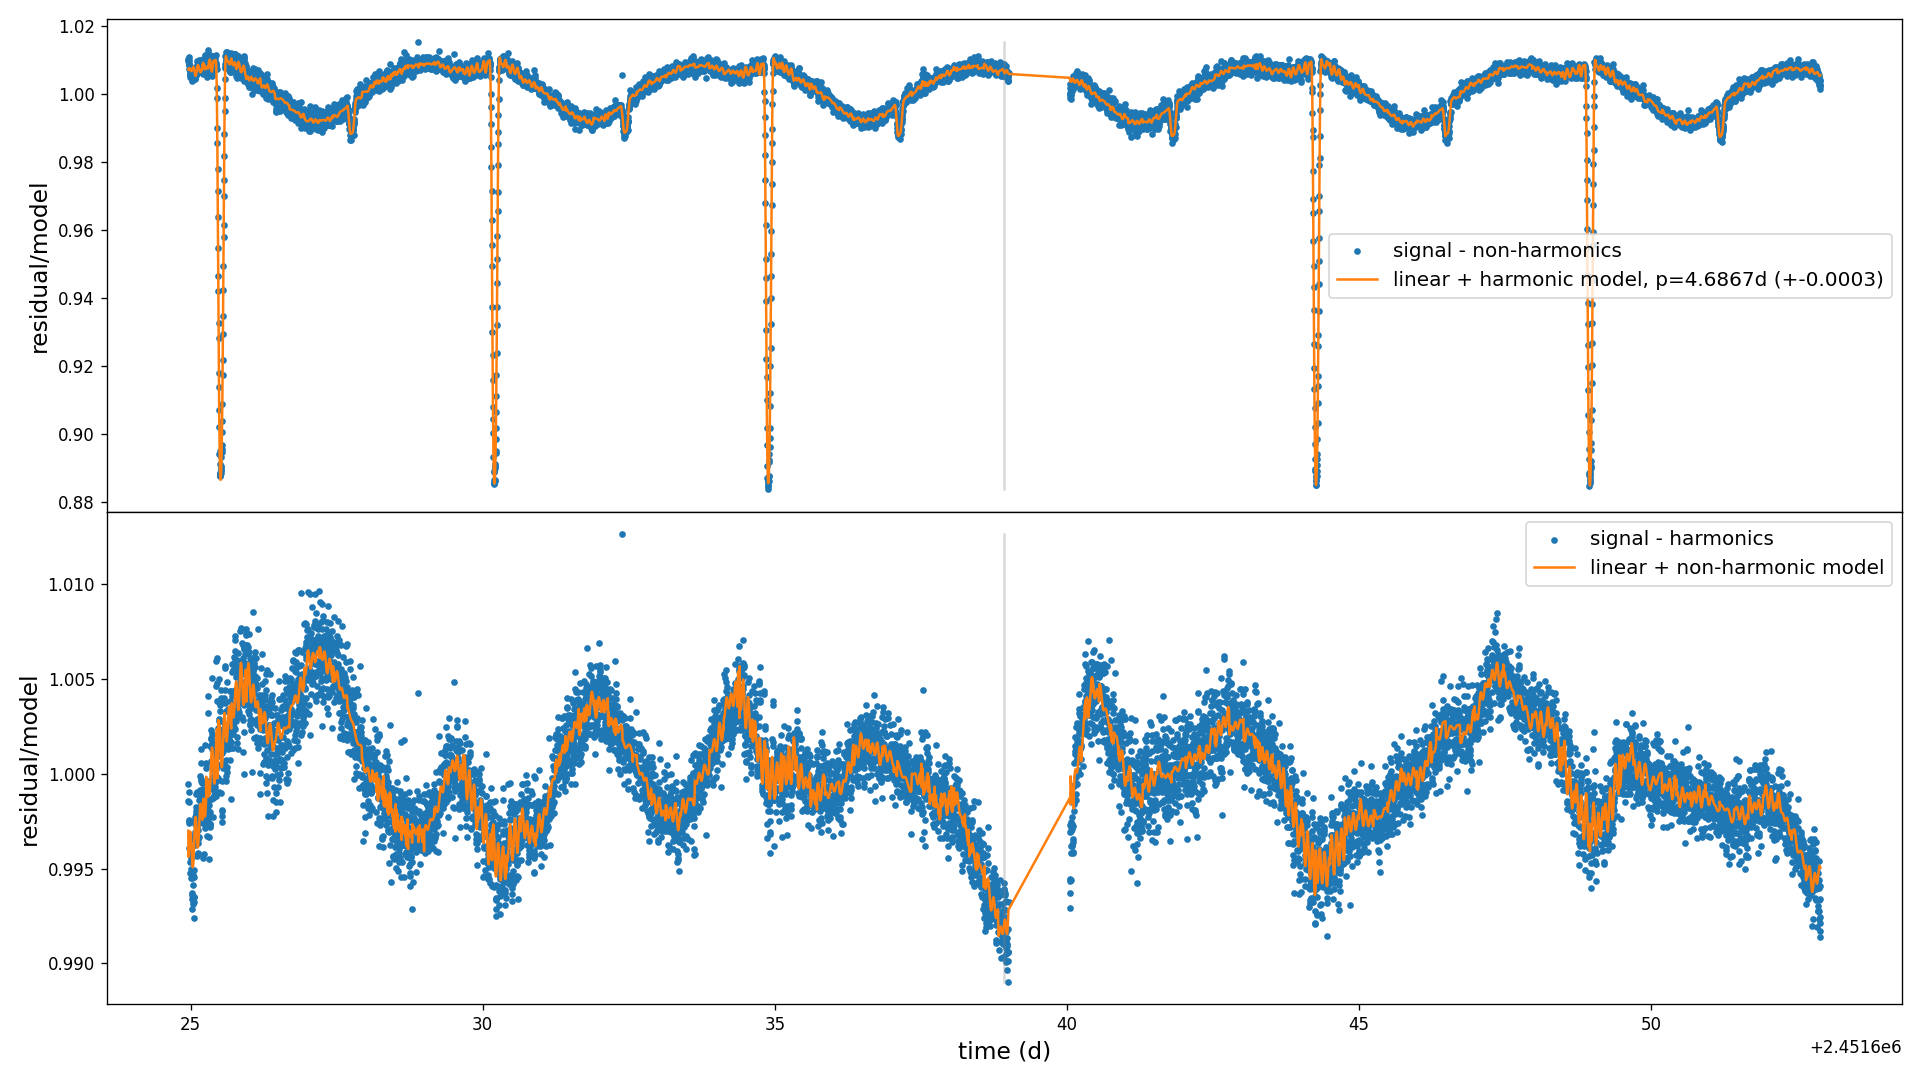 1.02
1.00
0.98
0.96
0.94
0.92
0.90
0.88
residual/model
signal - non-harmonics
linear + harmonic model, p=4.6867d (+-0.0003)
1.010
1.005
1.000
0.995
0.990
residual/model
signal - harmonics
linear + non-harmonic model
25 30 35 40 45 50
time (d)
+2.4516e6